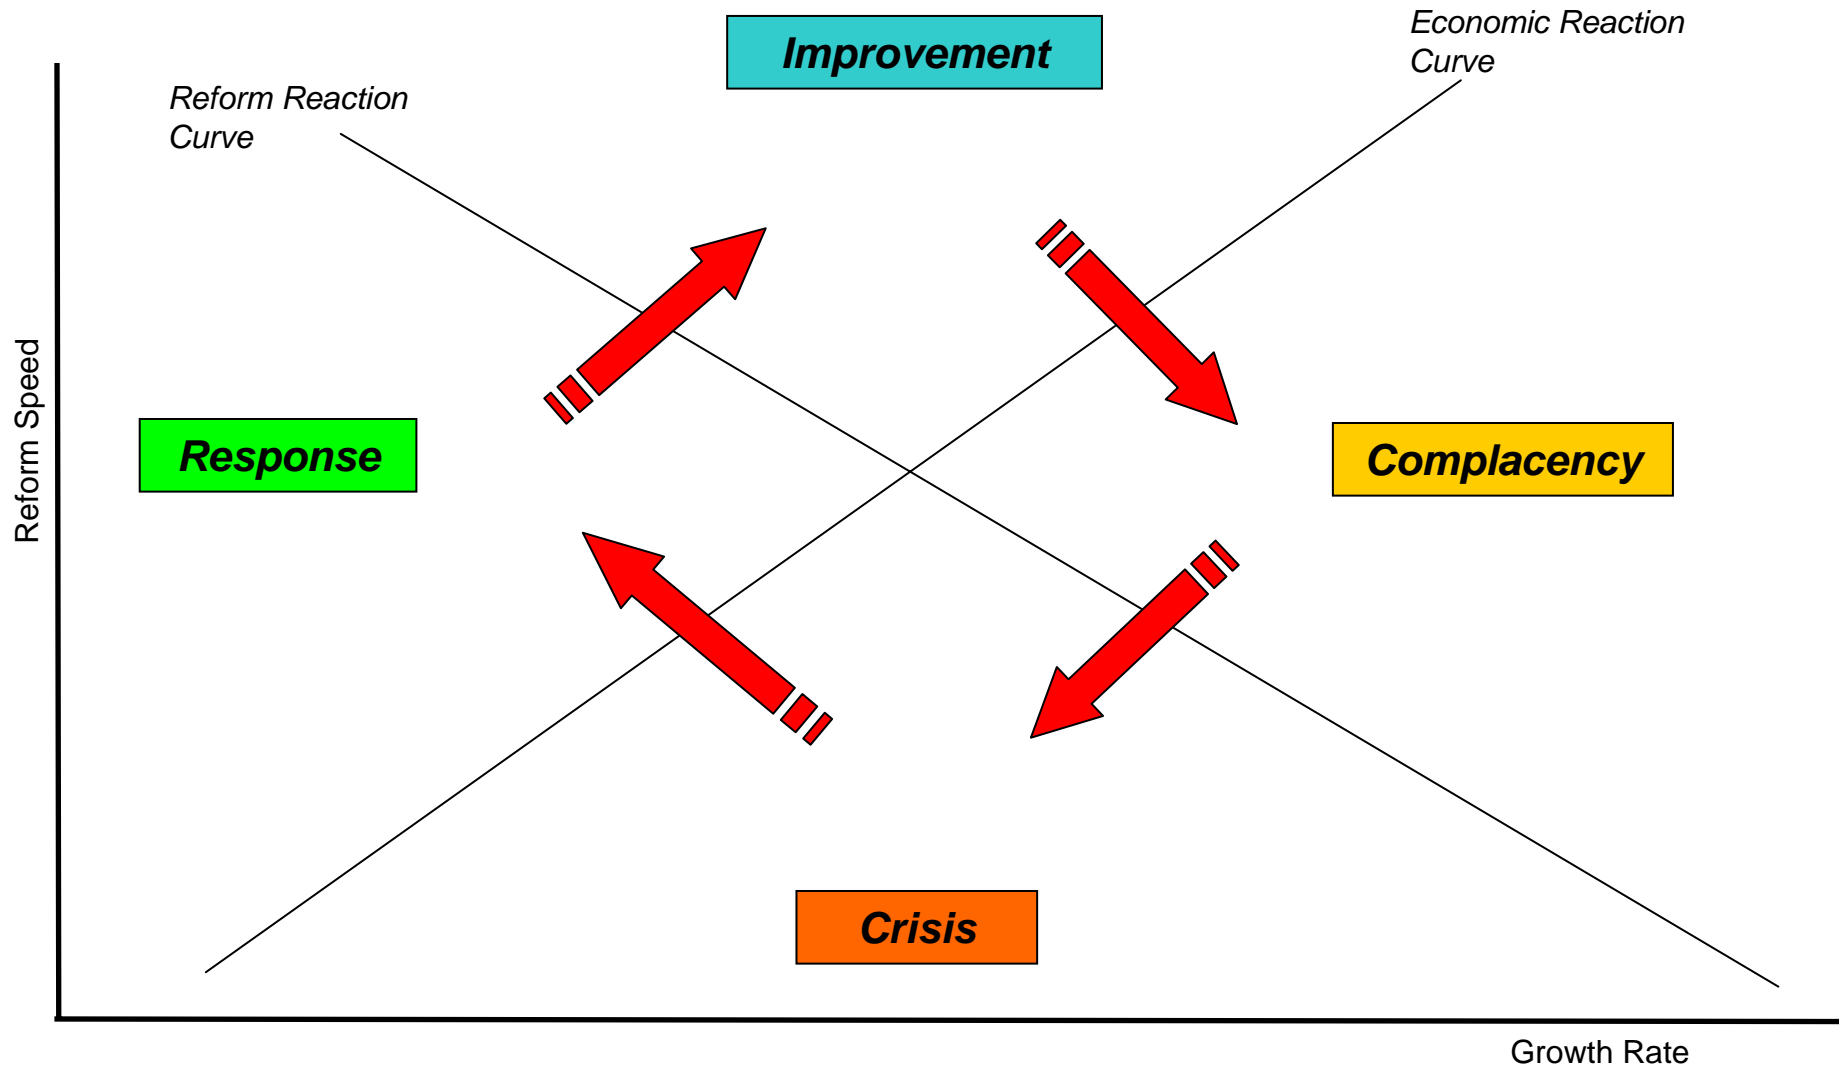 Economic Reaction
Curve
Improvement
Reform Reaction
Curve
Reform Speed
Response
Complacency
Crisis
Growth Rate